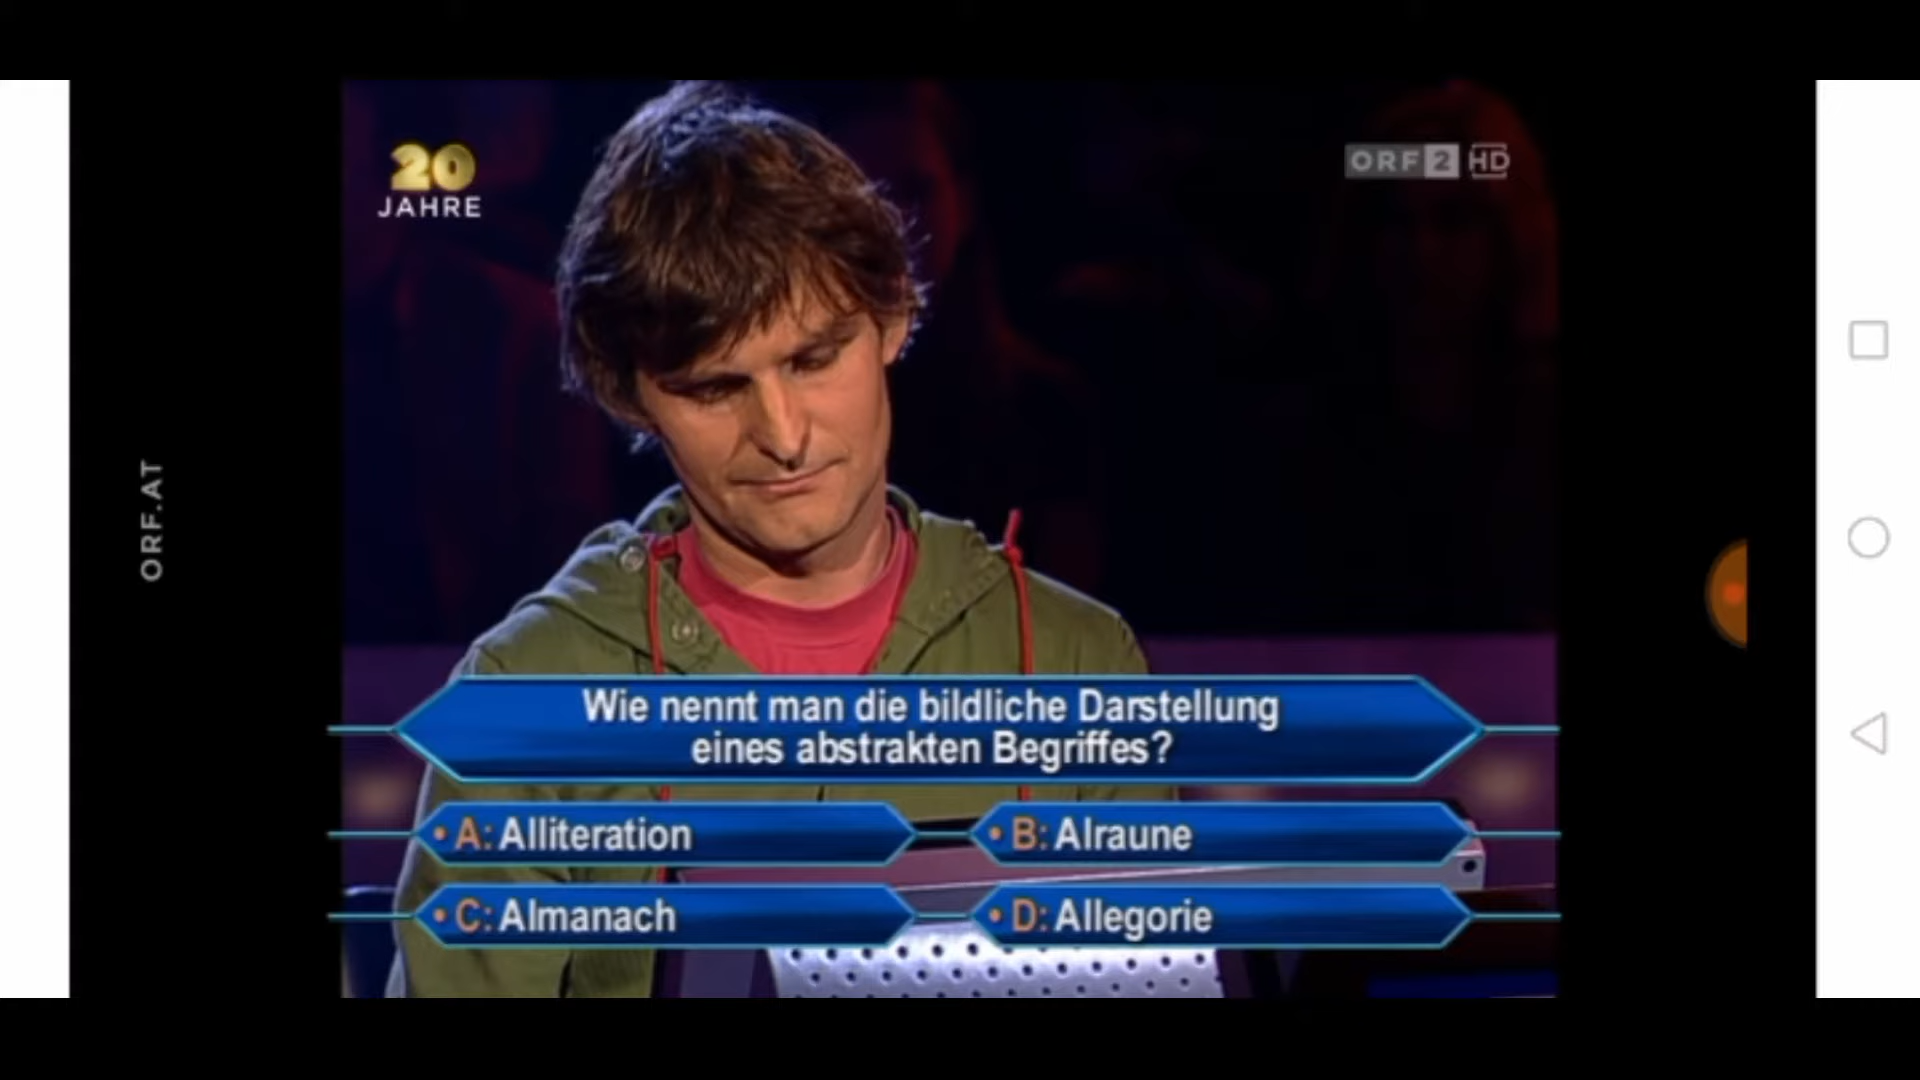 20
JAHRE
ORF 2 HD
ORF.AT
Wie nennt man die bildliche Darstellung
eines abstrakten Begriffes?
A: Alliteration
B: Alraune
C: Almanach
D: Allegorie